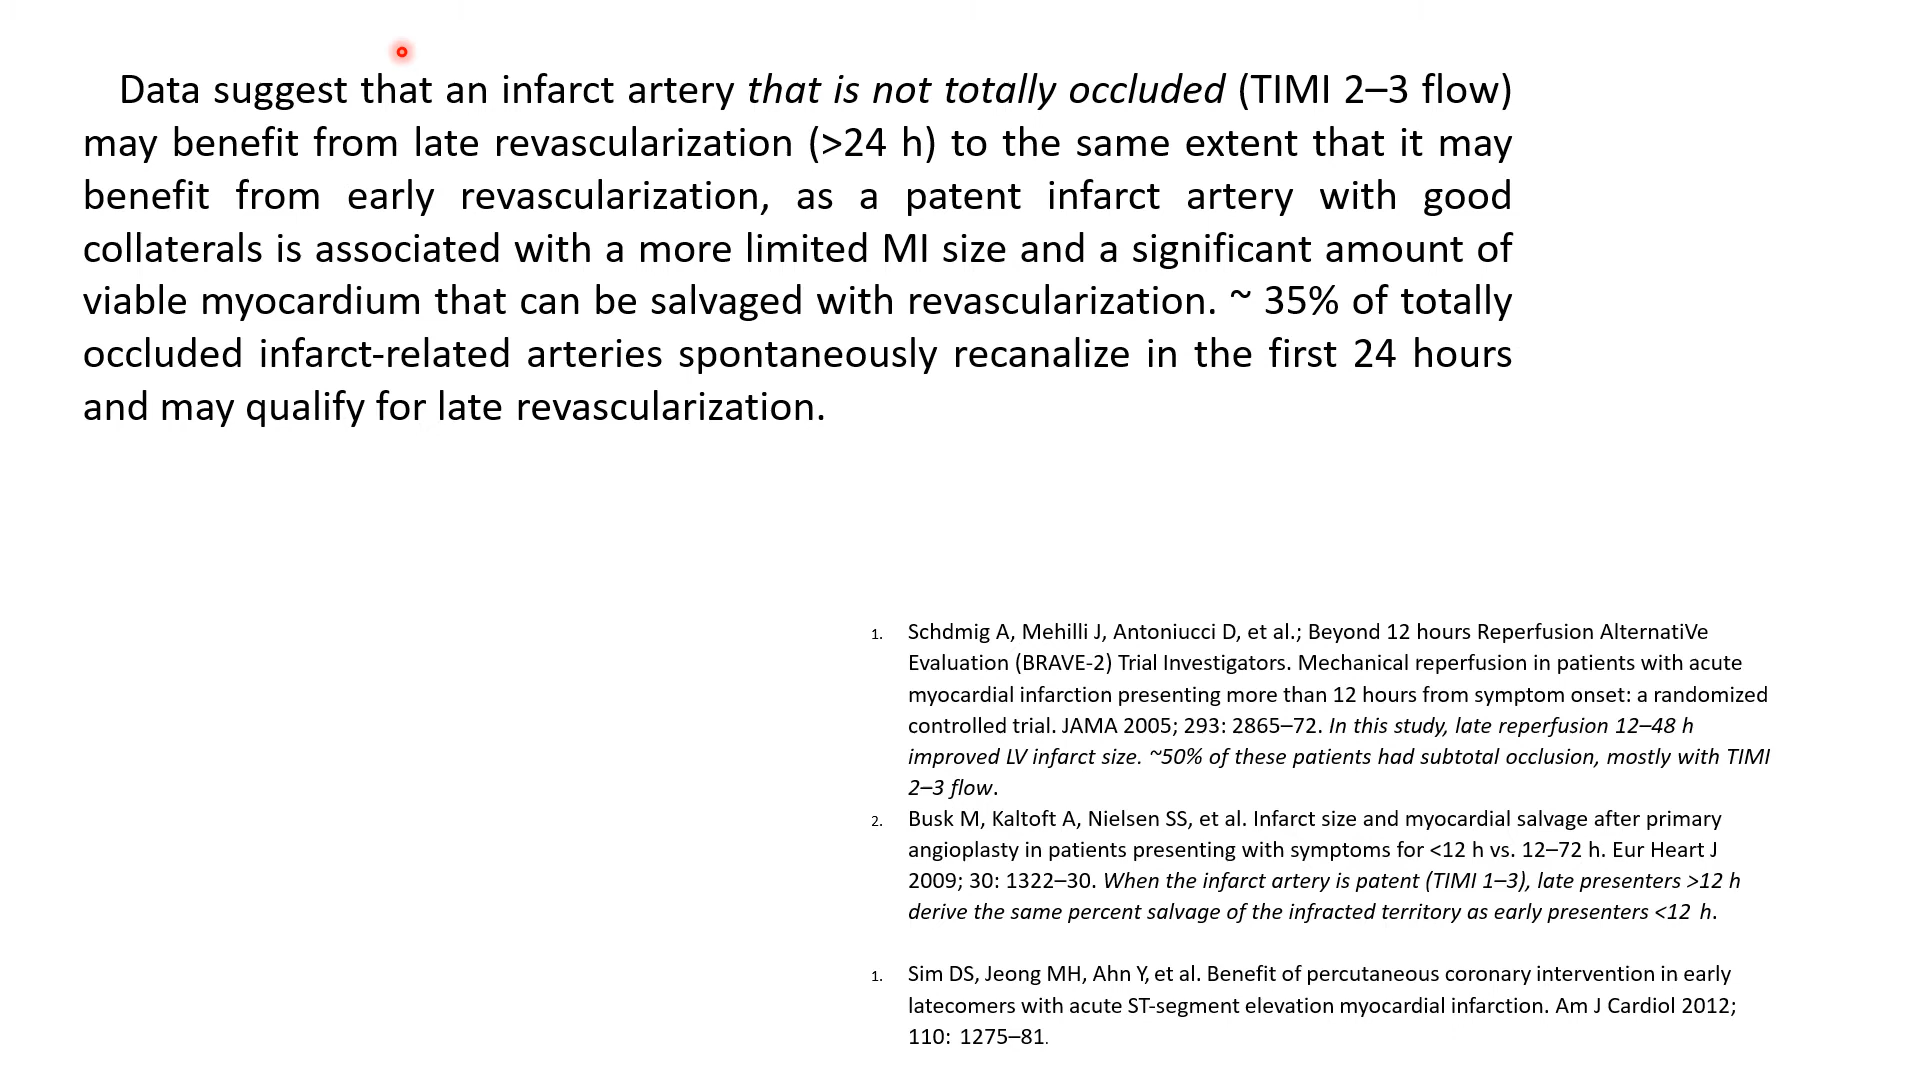 Data suggest that an infarct artery that is not totally occluded (TIMI 2–3 flow)
may benefit from late revascularization (>24 h) to the same extent that it may
benefit from early revascularization, as a patent infarct artery with good
collaterals is associated with a more limited MI size and a significant amount of
viable myocardium that can be salvaged with revascularization. ~ 35% of totally
occluded infarct-related arteries spontaneously recanalize in the first 24 hours
and may qualify for late revascularization.
1. Schdmig A, Mehilli J, Antoniucci D, et al.; Beyond 12 hours Reperfusion AlternatiVe
Evaluation (BRAVE-2) Trial Investigators. Mechanical reperfusion in patients with acute
myocardial infarction presenting more than 12 hours from symptom onset: a randomized
controlled trial. JAMA 2005; 293: 2865–72. In this study, late reperfusion 12–48 h
improved LV infarct size. ~50% of these patients had subtotal occlusion, mostly with TIMI
2–3 flow.
2. Busk M, Kaltoft A, Nielsen SS, et al. Infarct size and myocardial salvage after primary
angioplasty in patients presenting with symptoms for <12 h vs. 12–72 h. Eur Heart J
2009; 30: 1322–30. When the infarct artery is patent (TIMI 1–3), late presenters >12 h
derive the same percent salvage of the infracted territory as early presenters <12 h.
1. Sim DS, Jeong MH, Ahn Y, et al. Benefit of percutaneous coronary intervention in early
latecomers with acute ST-segment elevation myocardial infarction. Am J Cardiol 2012;
110: 1275–81.